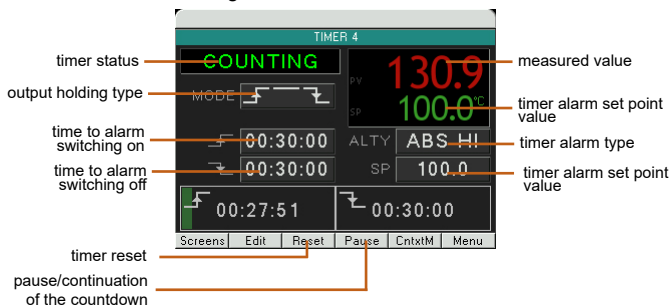 TIMER 4
timer status
COUNTING
PV 130.9
measured value
output holding type
MODE
SP 100.0 °C
timer alarm set point
value
time to alarm
switching on
00:30:00
ALTY ABS HI
timer alarm type
time to alarm
switching off
00:30:00
SP 100.0
timer alarm set point
value
00:27:51
00:30:00
Screens Edit Reset Pause CntxtM Menu
timer reset
pause/continuation
of the countdown